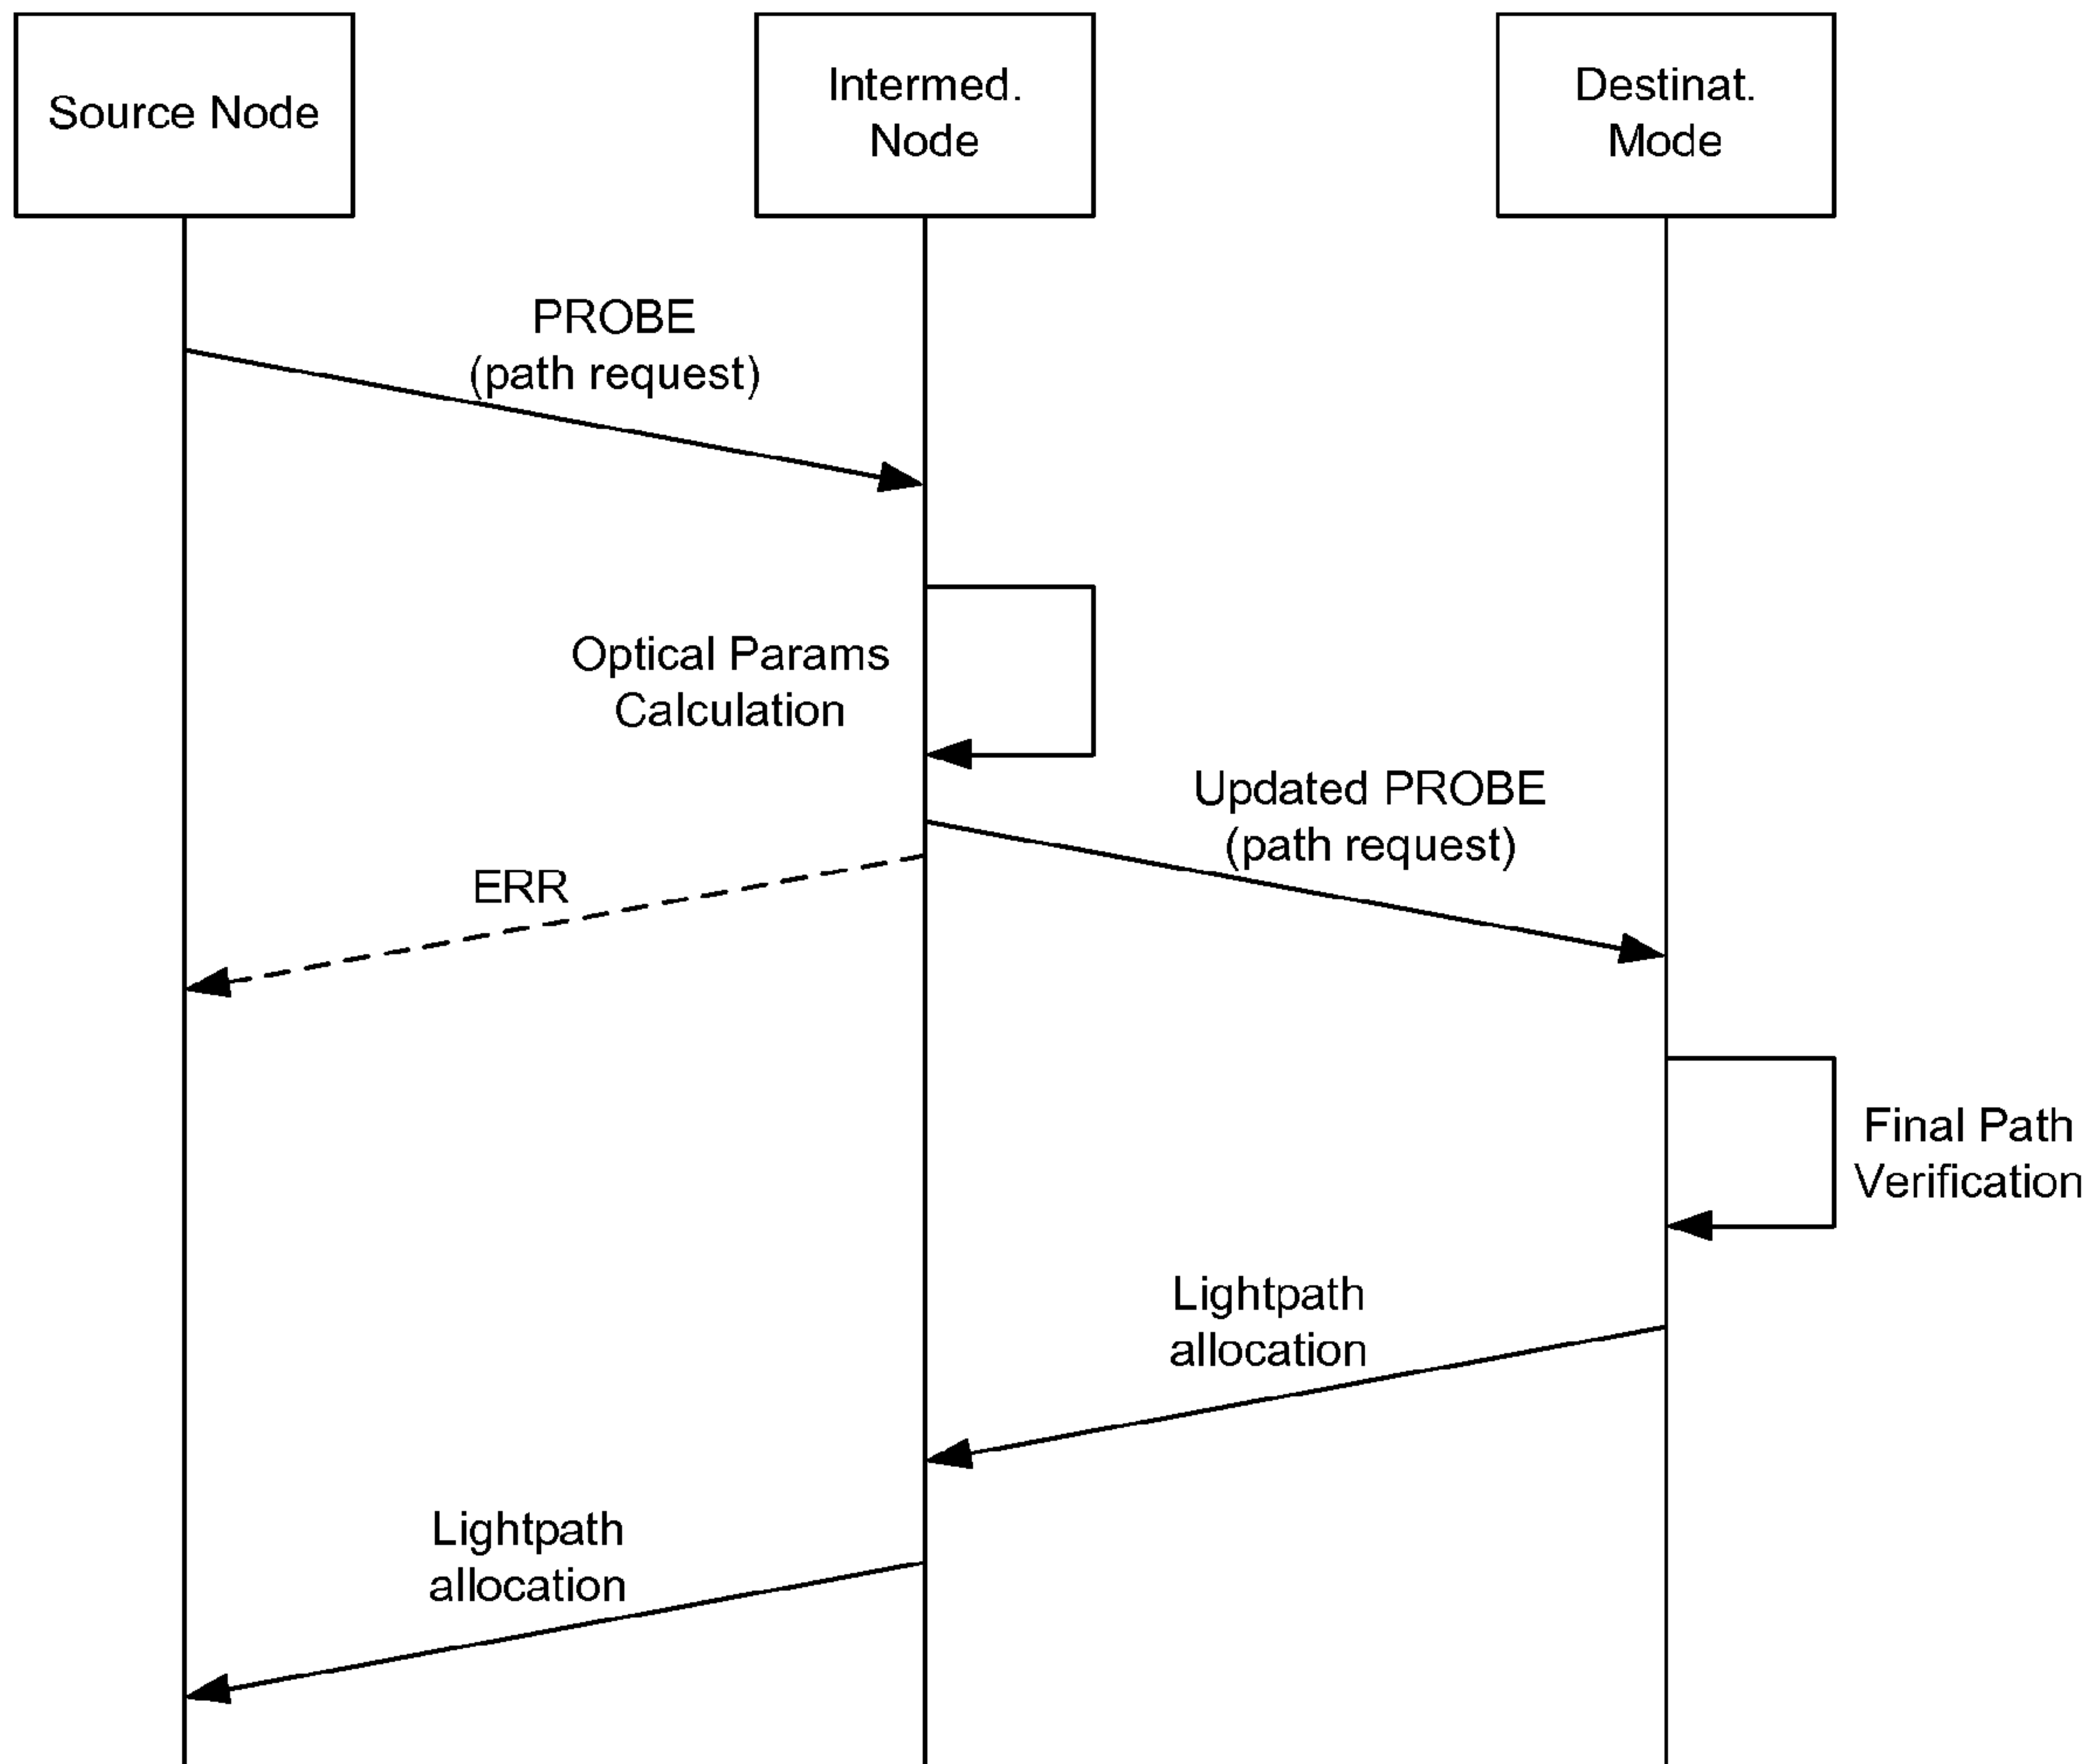 Source Node
Intermed.
Node
Destinat.
Mode
PROBE
(path request)
Optical Params
Calculation
Updated PROBE
(path request)
ERR
Final Path
Verification
Lightpath
allocation
Lightpath
allocation